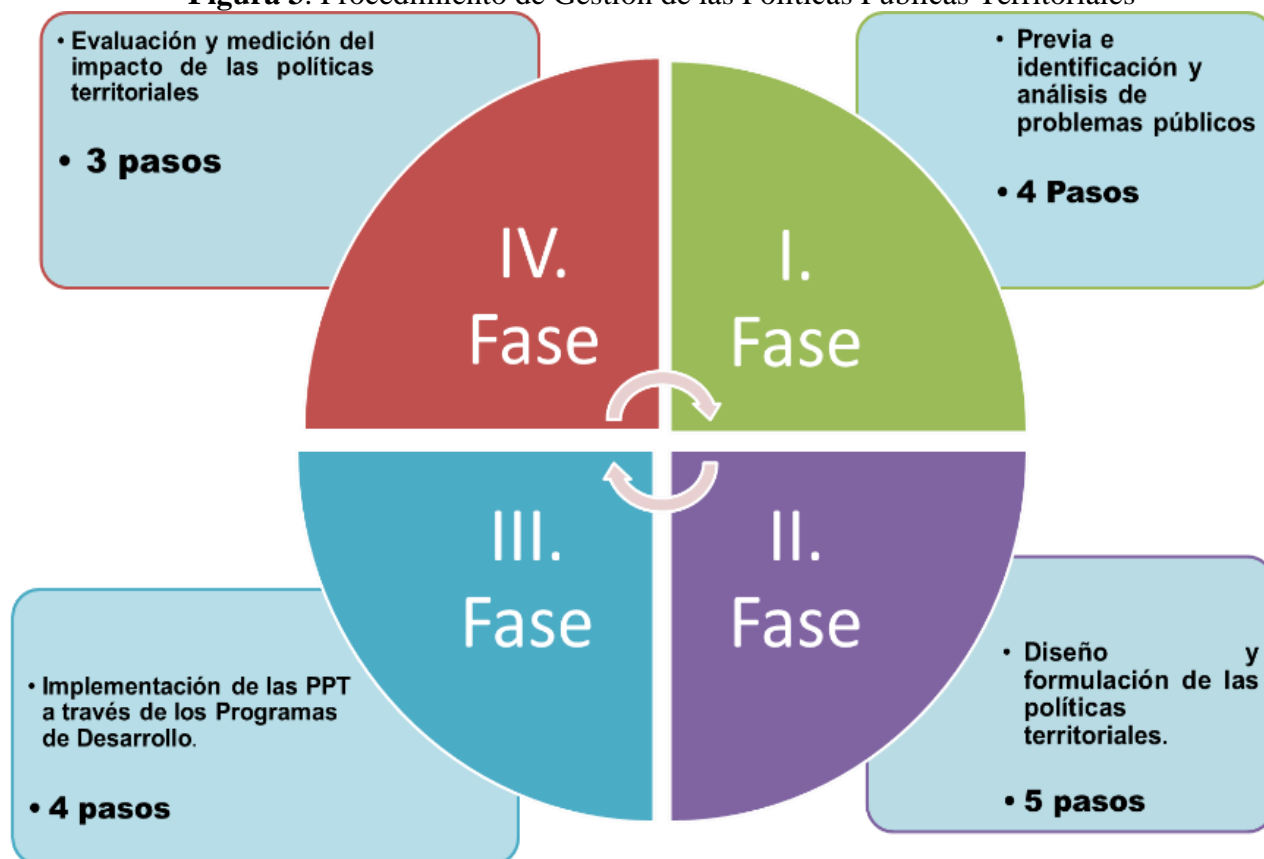 Figura 3. Procedimiento de Gestión de las Políticas Públicas Territoriales
• Evaluación y medición del
impacto de las políticas
territoriales
• 3 pasos
• Previa e
identificación y
análisis de
problemas públicos
• 4 Pasos
IV.
Fase
I.
Fase
III.
Fase
II.
Fase
• Implementación de las PPT
a través de los Programas
de Desarrollo.
• 4 pasos
• Diseño y
formulación de las
políticas
territoriales.
• 5 pasos